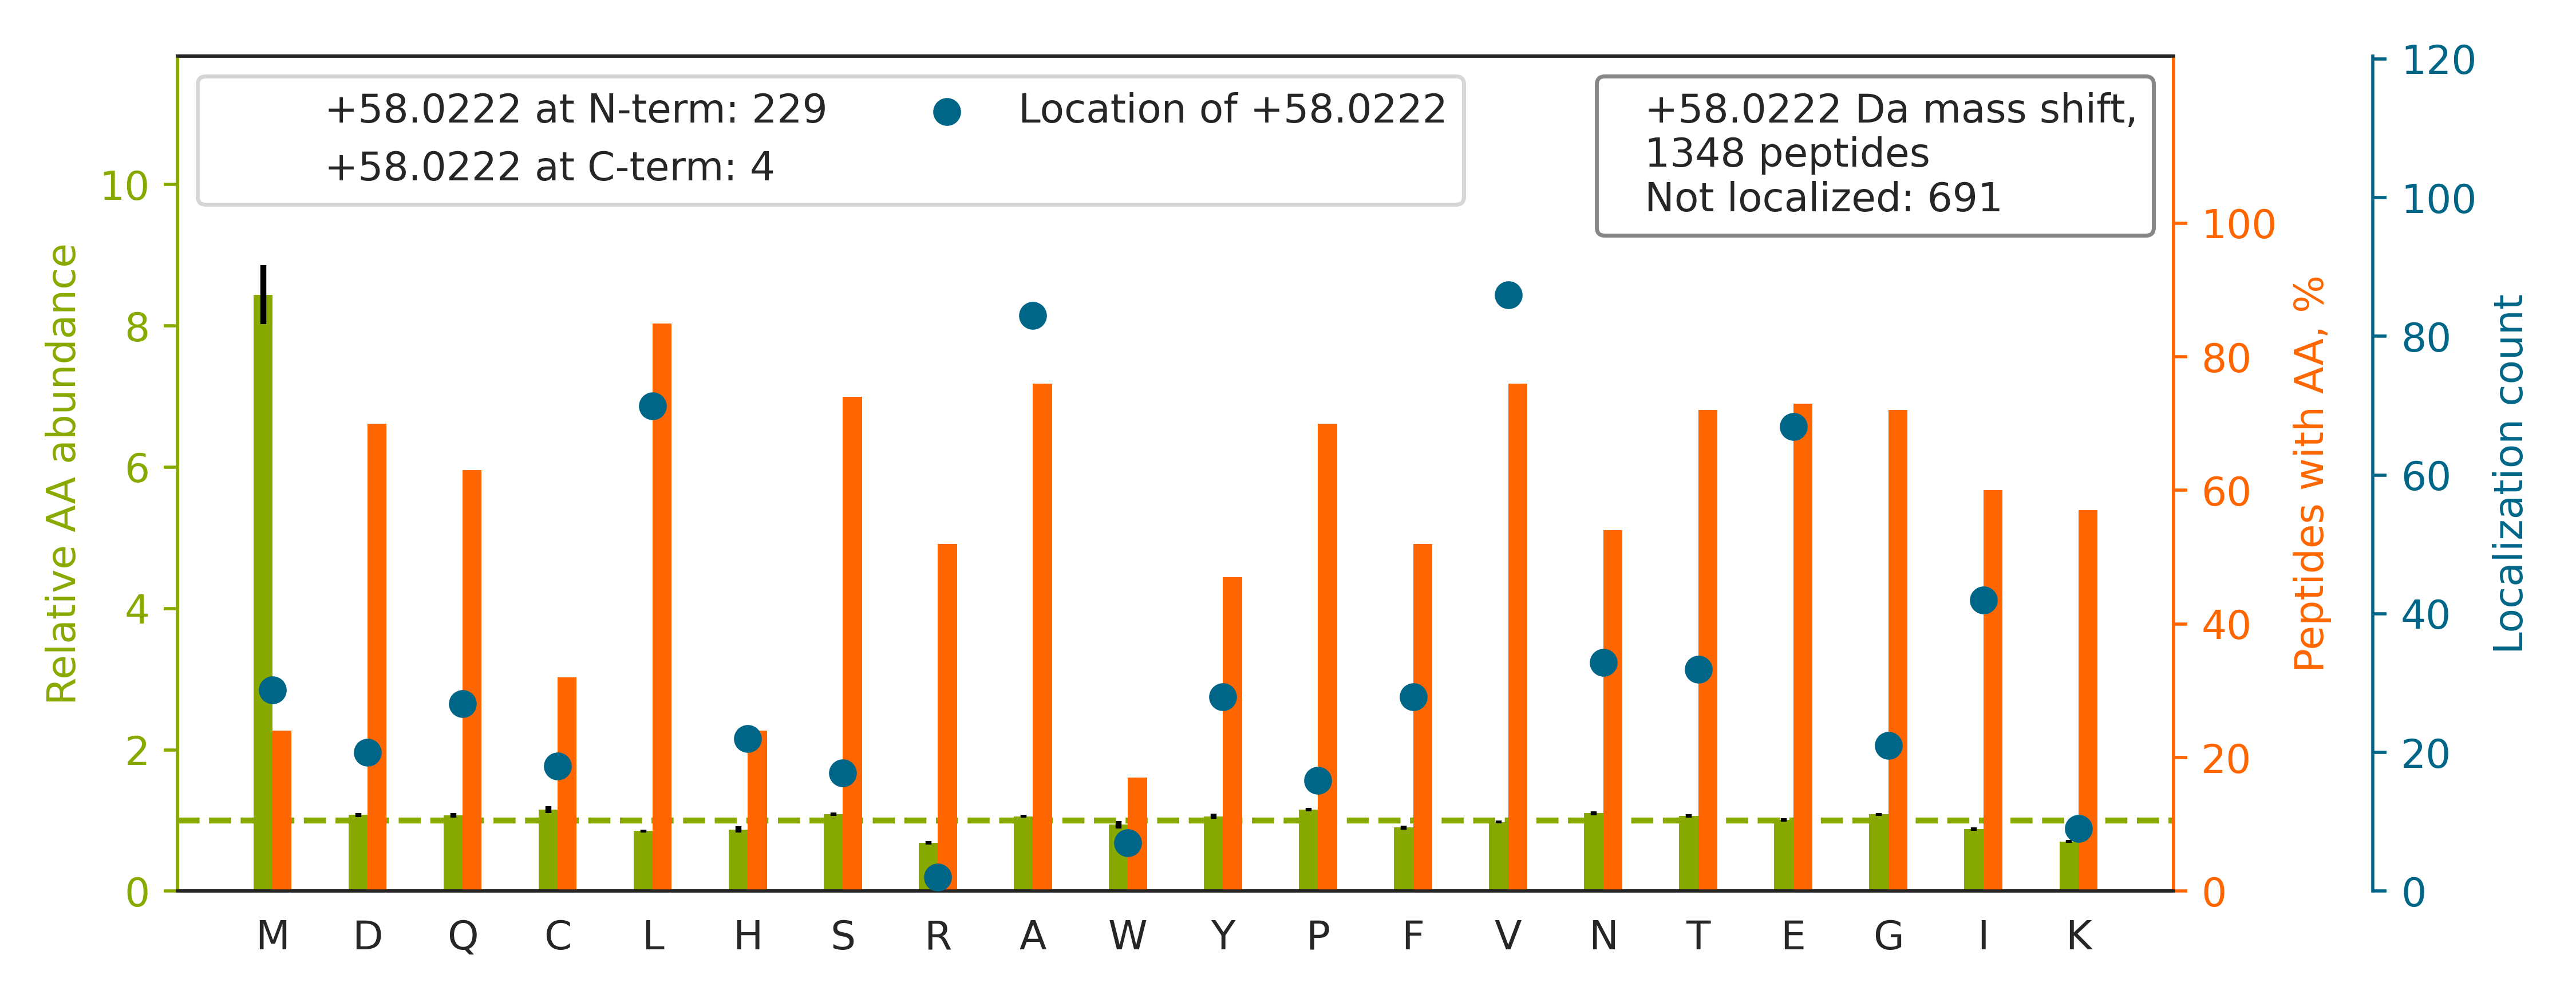 +58.0222 at N-term: 229
+58.0222 at C-term: 4
Location of +58.0222
+58.0222 Da mass shift,
1348 peptides
Not localized: 691
Relative AA abundance
10
8
6
4
2
0
M D Q C L H S R A W Y P F V N T E G I K
100
80
60
40
20
0
Peptides with AA, %
120
100
80
60
40
20
0
Localization count